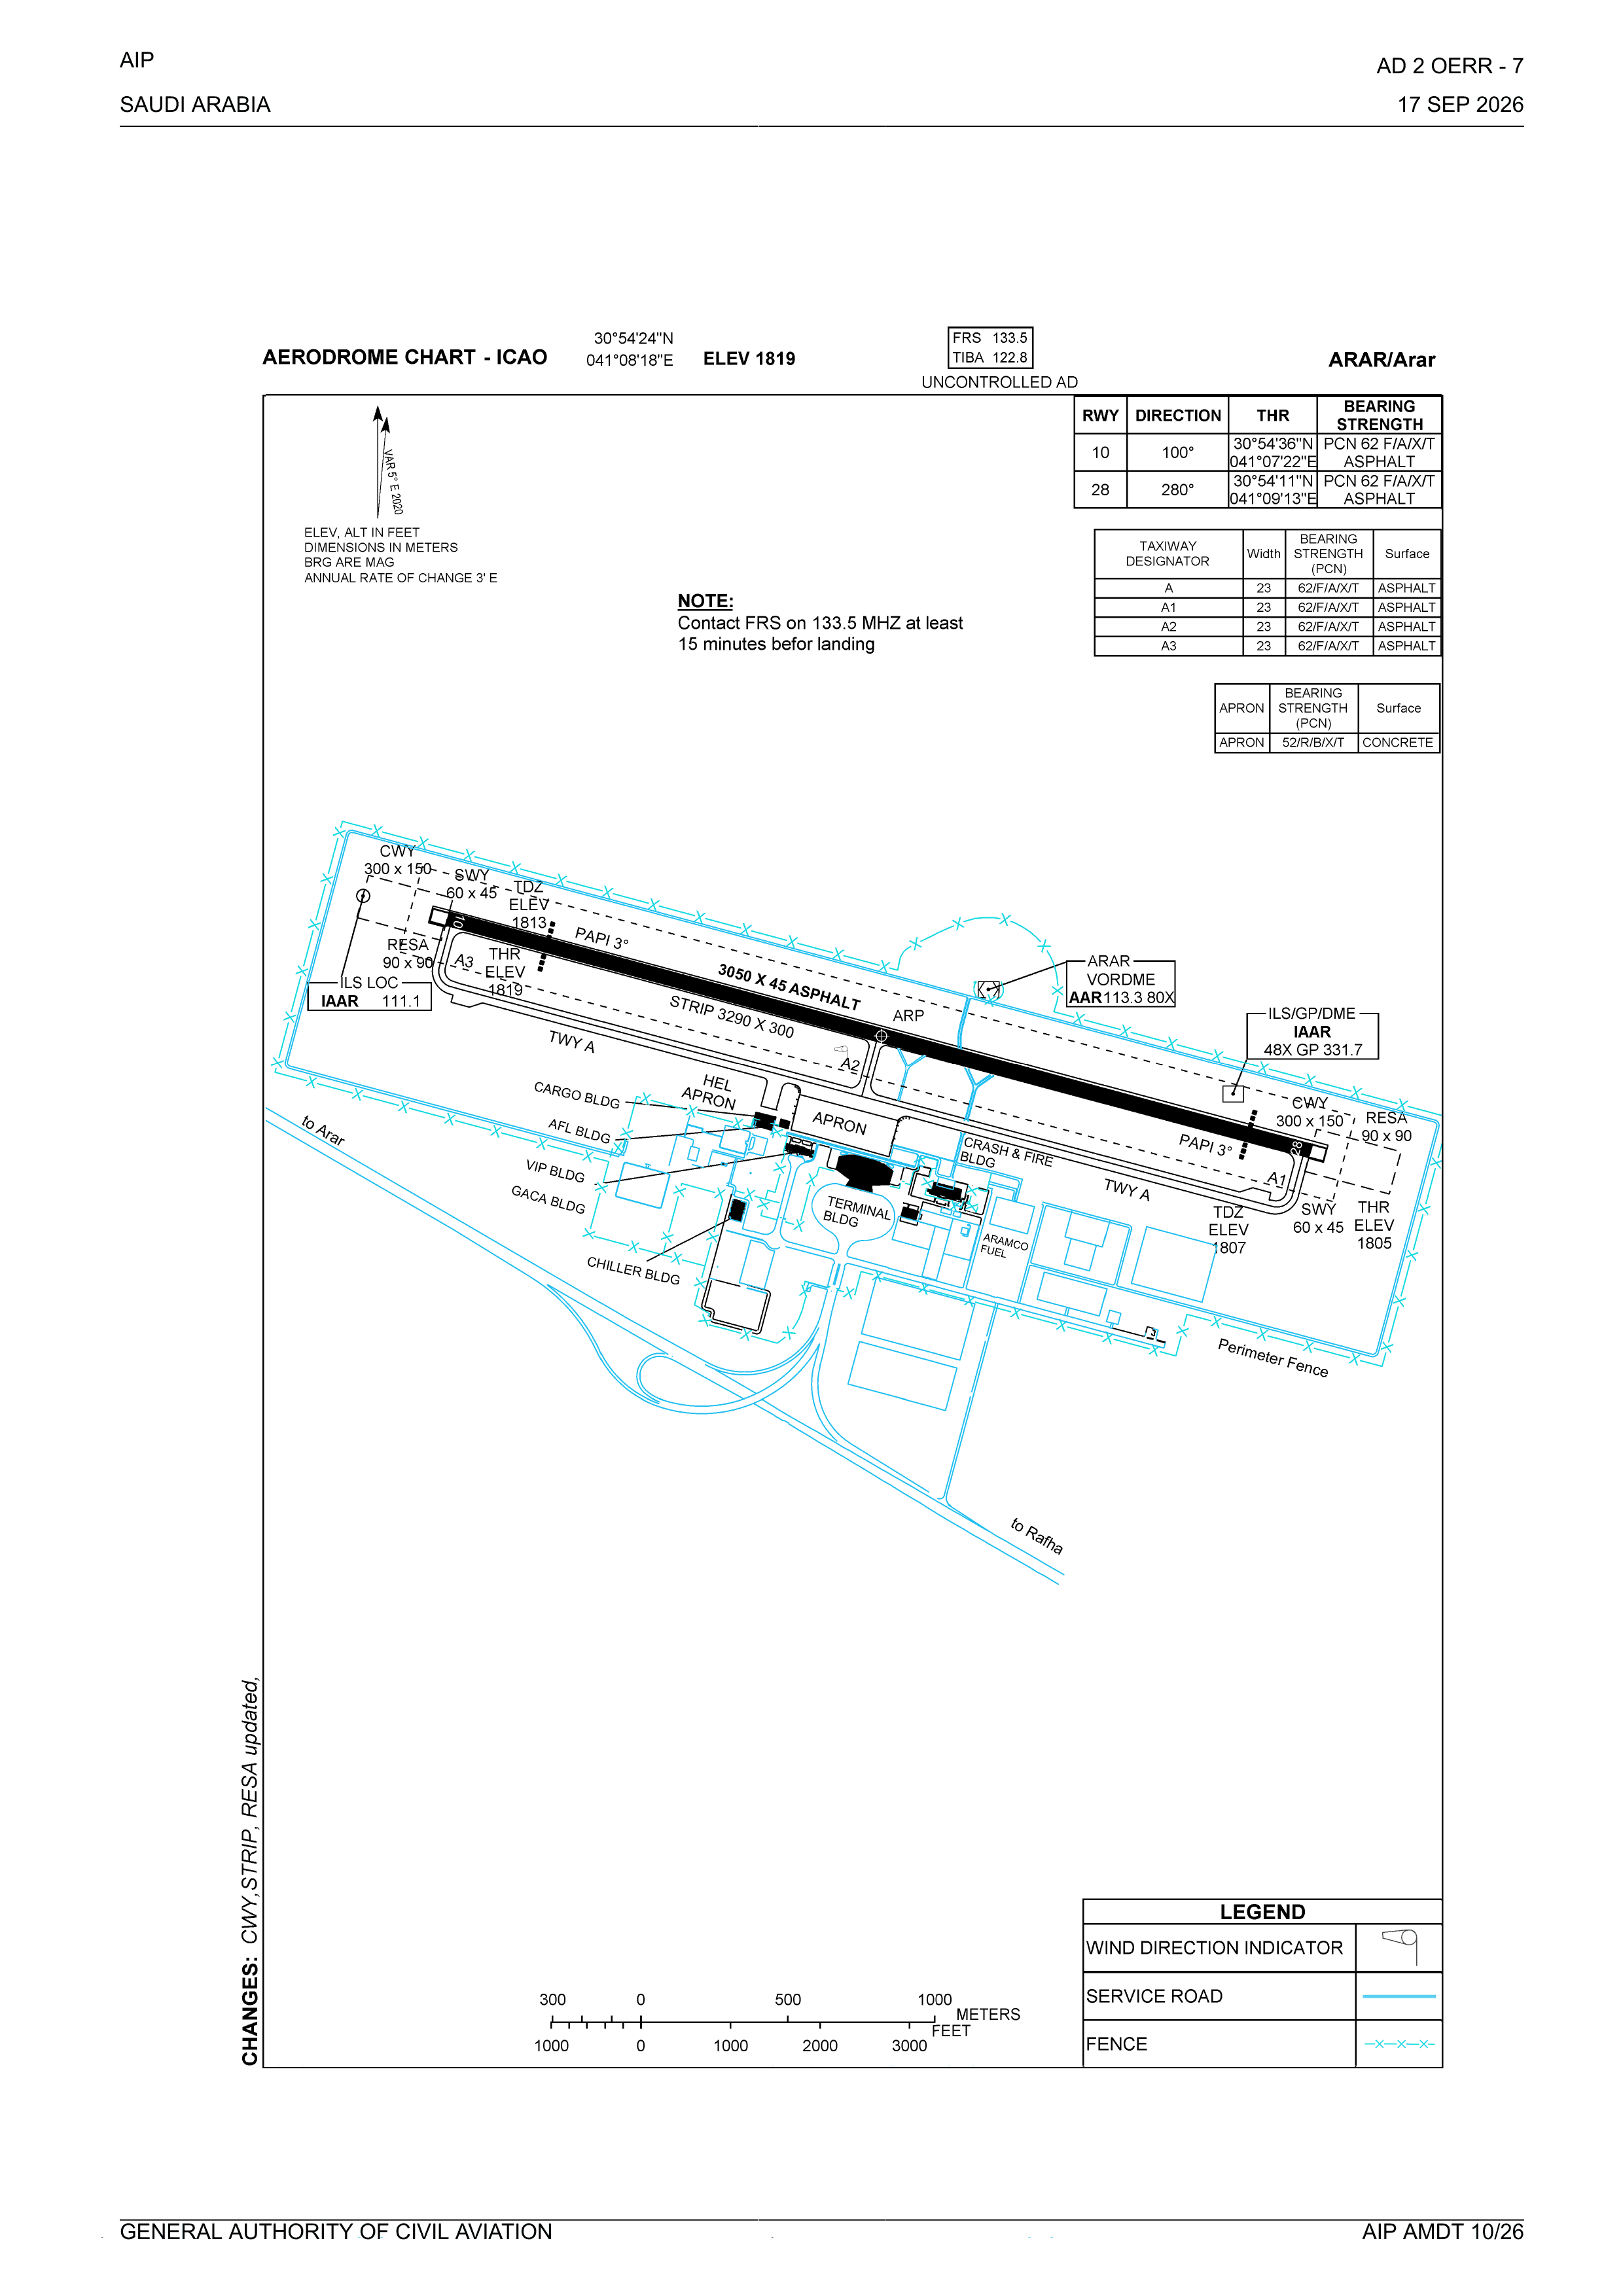 AIP
AD 2 OERR - 7
SAUDI ARABIA
17 SEP 2026
AERODROME CHART - ICAO
30°54'24"N
041°08'18"E
ELEV 1819
FRS 133.5
TIBA 122.8
UNCONTROLLED AD
ARAR/Arar
VAR 5° E 2020
ELEV, ALT IN FEET
DIMENSIONS IN METERS
BRG ARE MAG
ANNUAL RATE OF CHANGE 3' E
NOTE:
Contact FRS on 133.5 MHZ at least
15 minutes befor landing
RWY DIRECTION THR BEARING STRENGTH
10 100° 30°54'36"N 041°07'22"E PCN 62 F/A/X/T ASPHALT
28 280° 30°54'11"N 041°09'13"E PCN 62 F/A/X/T ASPHALT
TAXIWAY DESIGNATOR Width BEARING STRENGTH (PCN) Surface
A 23 62/F/A/X/T ASPHALT
A1 23 62/F/A/X/T ASPHALT
A2 23 62/F/A/X/T ASPHALT
A3 23 62/F/A/X/T ASPHALT
APRON BEARING STRENGTH (PCN) Surface
APRON 52/R/B/X/T CONCRETE
CWY
300 x 150
SWY
60 x 45
TDZ
ELEV
1813
10
PAPI 3°
RESA
90 x 90
A3
THR
ELEV
1819
ILS LOC
IAAR 111.1
3050 X 45 ASPHALT
STRIP 3290 X 300
ARP
ARAR
VORDME
AAR 113.3 80X
ILS/GP/DME
IAAR
48X GP 331.7
TWY A
A2
HEL
APRON
CARGO BLDG
AFL BLDG
VIP BLDG
GACA BLDG
CHILLER BLDG
APRON
TERMINAL
BLDG
CRASH & FIRE
BLDG
ARAMCO
FUEL
TWY A
PAPI 3°
CWY
300 x 150
RESA
90 x 90
28
A1
TDZ
ELEV
1807
SWY
60 x 45
THR
ELEV
1805
to Arar
Perimeter Fence
to Rafha
CHANGES: CWY,STRIP, RESA updated,
300 0 500 1000
METERS
FEET
1000 0 1000 2000 3000
LEGEND
WIND DIRECTION INDICATOR
SERVICE ROAD
FENCE
GENERAL AUTHORITY OF CIVIL AVIATION
AIP AMDT 10/26